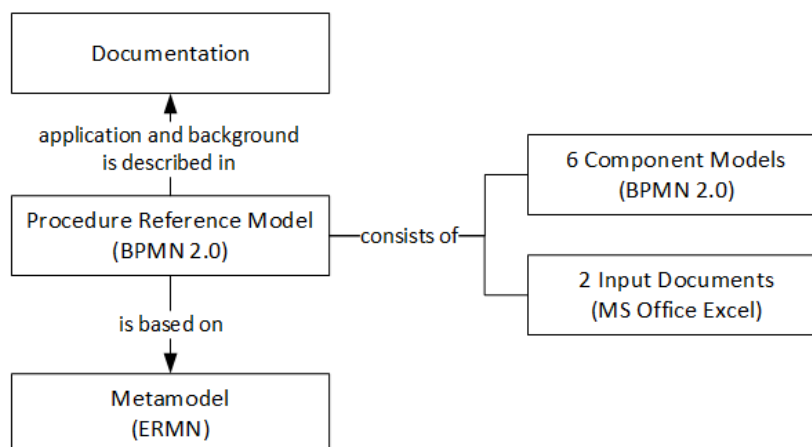 Documentation
application and background
is described in
6 Component Models
(BPMN 2.0)
Procedure Reference Model
(BPMN 2.0)
consists of
2 Input Documents
(MS Office Excel)
is based on
Metamodel
(ERMN)